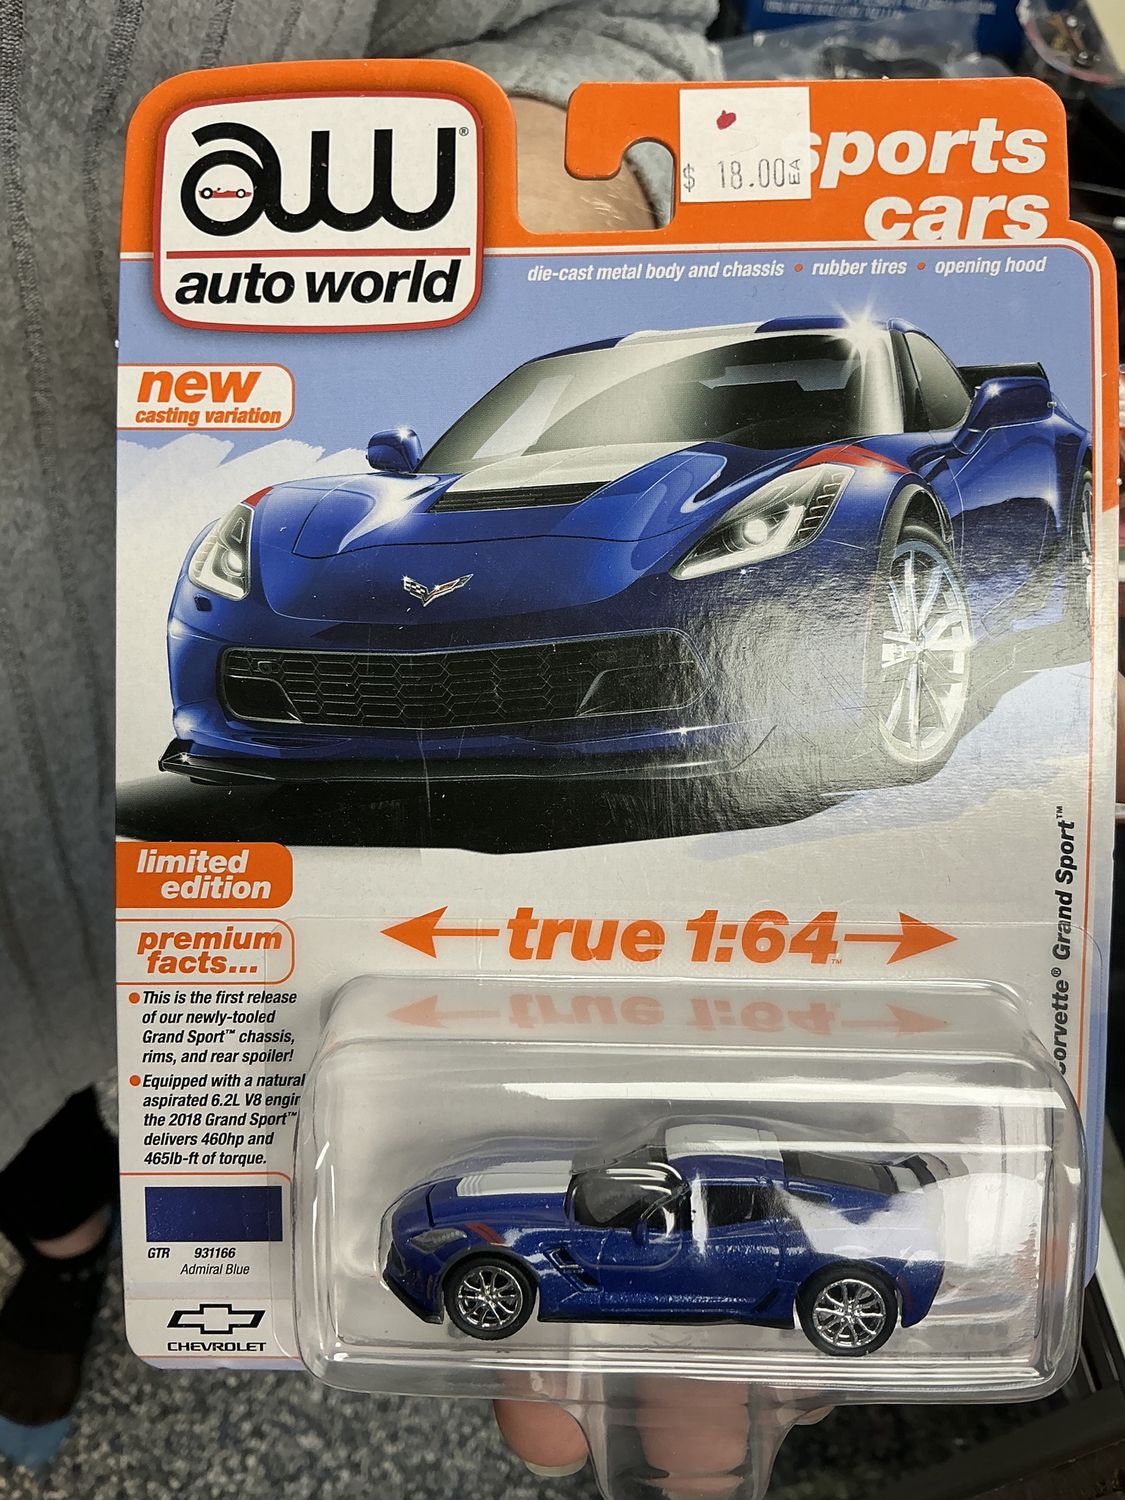 aw®
auto world
$ 18.00 EA
sports
cars
die-cast metal body and chassis • rubber tires • opening hood
new
casting variation
limited
edition
premium
facts...
true 1:64™
• This is the first release
of our newly-tooled
Grand Sport™ chassis,
rims, and rear spoiler!
• Equipped with a natural
aspirated 6.2L V8
the 2018 Grand Sport™
delivers 460hp and
465lb-ft of torque.
GTR 931166
Admiral Blue
CHEVROLET
orvette® Grand Sport™